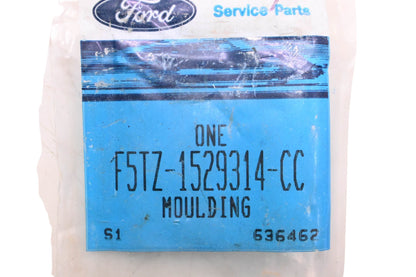 Ford
Service Parts
ONE
F5TZ-1529314-CC
MOULDING
S1 636462